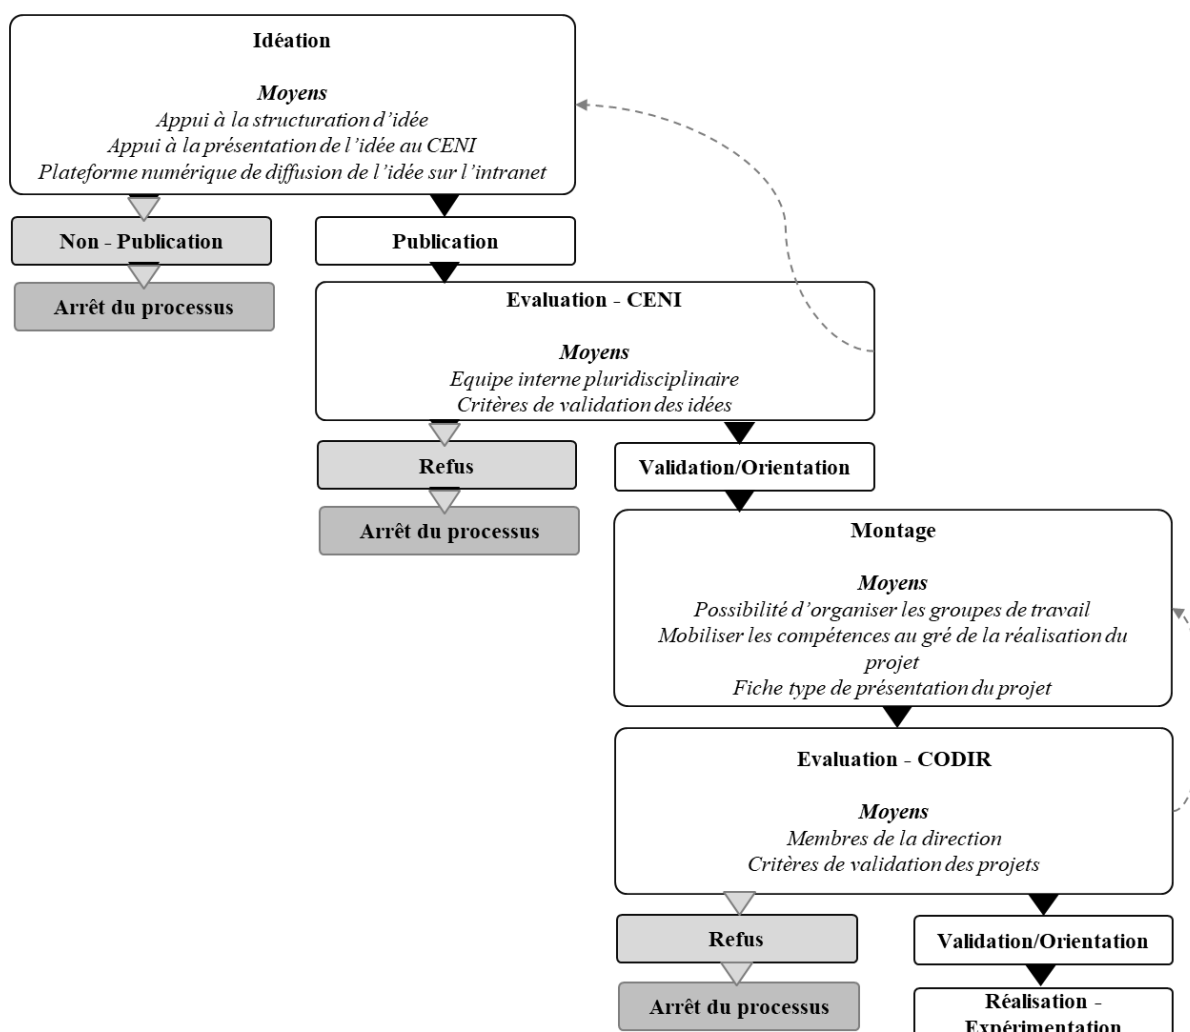 Idéation
Moyens
Appui à la structuration d’idée
Appui à la présentation de l’idée au CENI
Plateforme numérique de diffusion de l’idée sur l’intranet
Non - Publication
Publication
Arrêt du processus
Evaluation - CENI
Moyens
Equipe interne pluridisciplinaire
Critères de validation des idées
Refus
Validation/Orientation
Arrêt du processus
Montage
Moyens
Possibilité d’organiser les groupes de travail
Mobiliser les compétences au gré de la réalisation du
projet
Fiche type de présentation du projet
Evaluation - CODIR
Moyens
Membres de la direction
Critères de validation des projets
Refus
Validation/Orientation
Arrêt du processus
Réalisation -
Expérimentation